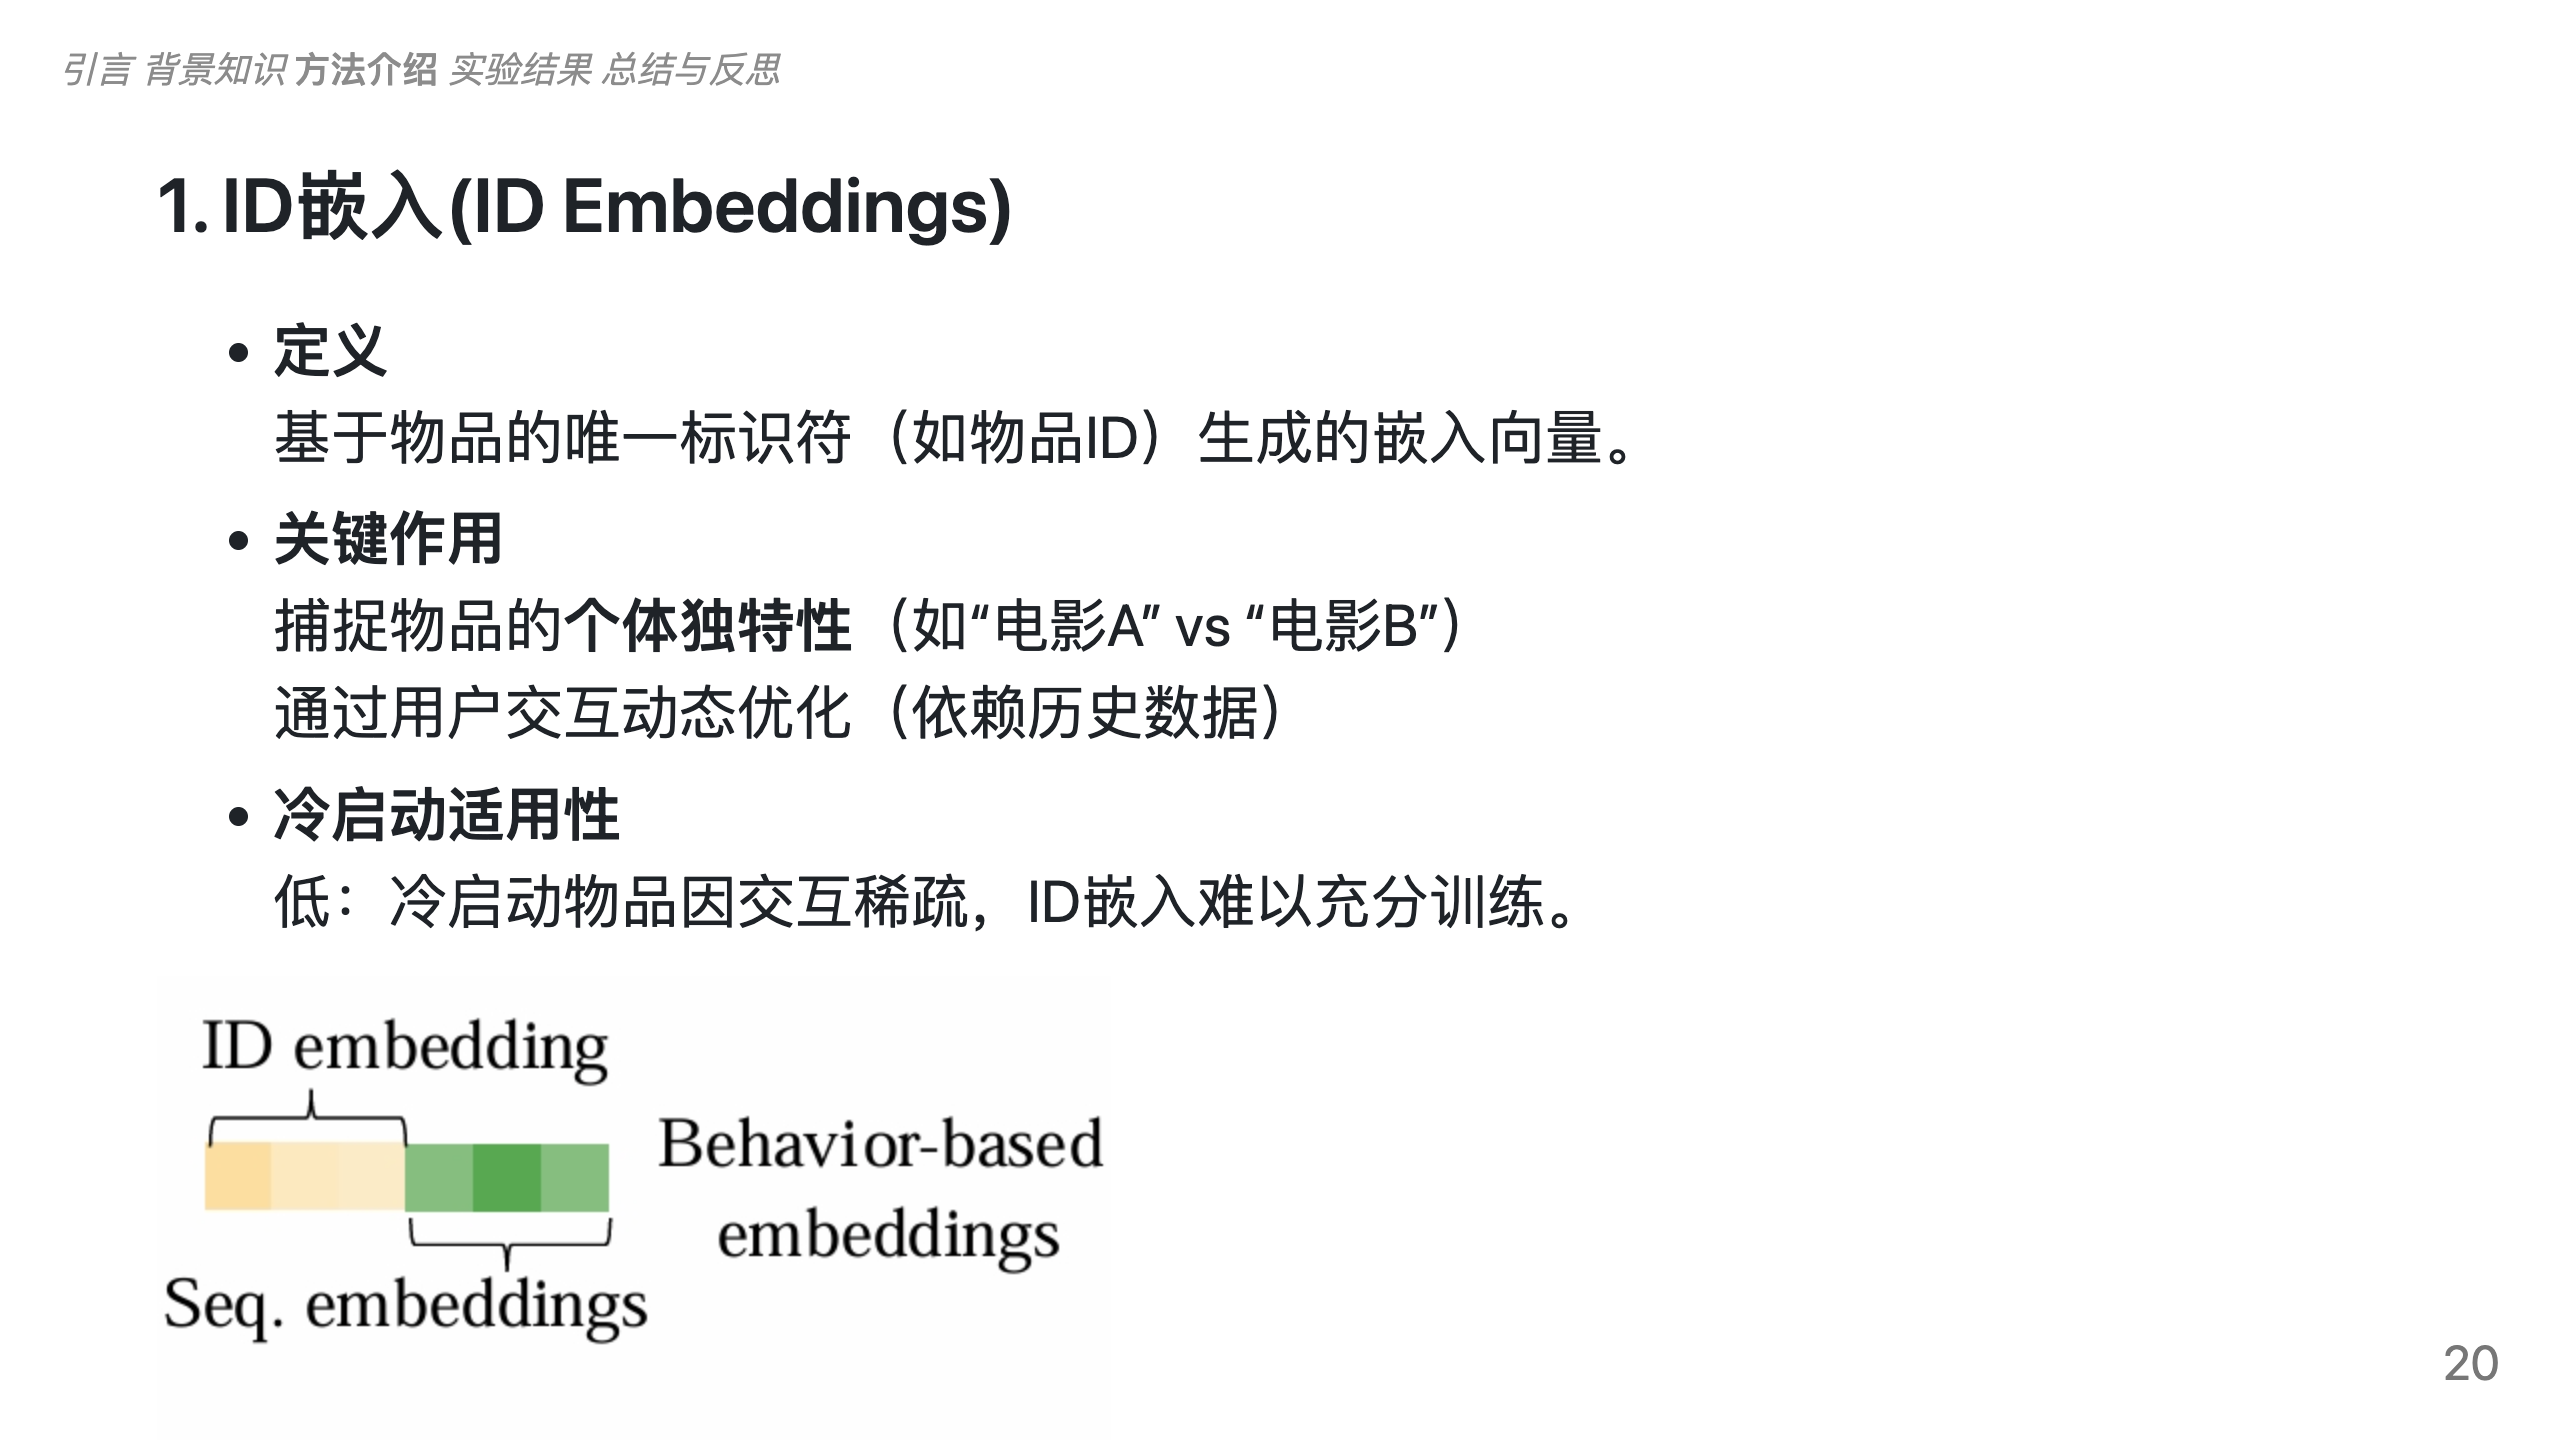 引言 背景知识 方法介绍 实验结果 总结与反思
1. ID嵌入(ID Embeddings)
• 定义
基于物品的唯一标识符（如物品ID）生成的嵌入向量。
• 关键作用
捕捉物品的个体独特性（如“电影A” vs “电影B”）
通过用户交互动态优化（依赖历史数据）
• 冷启动适用性
低：冷启动物品因交互稀疏，ID嵌入难以充分训练。
ID embedding
Behavior-based
embeddings
Seq. embeddings
20